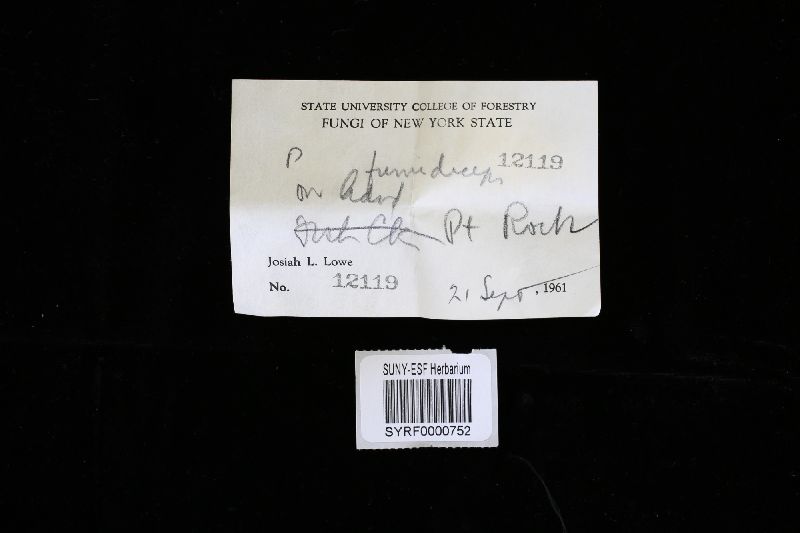 STATE UNIVERSITY COLLEGE OF FORESTRY
FUNGI OF NEW YORK STATE
P fumidiceps 12119
on
Pt Rock
Josiah L. Lowe
No. 12119
21 Sept, 1961
SUNY-ESF Herbarium
SYRF0000752